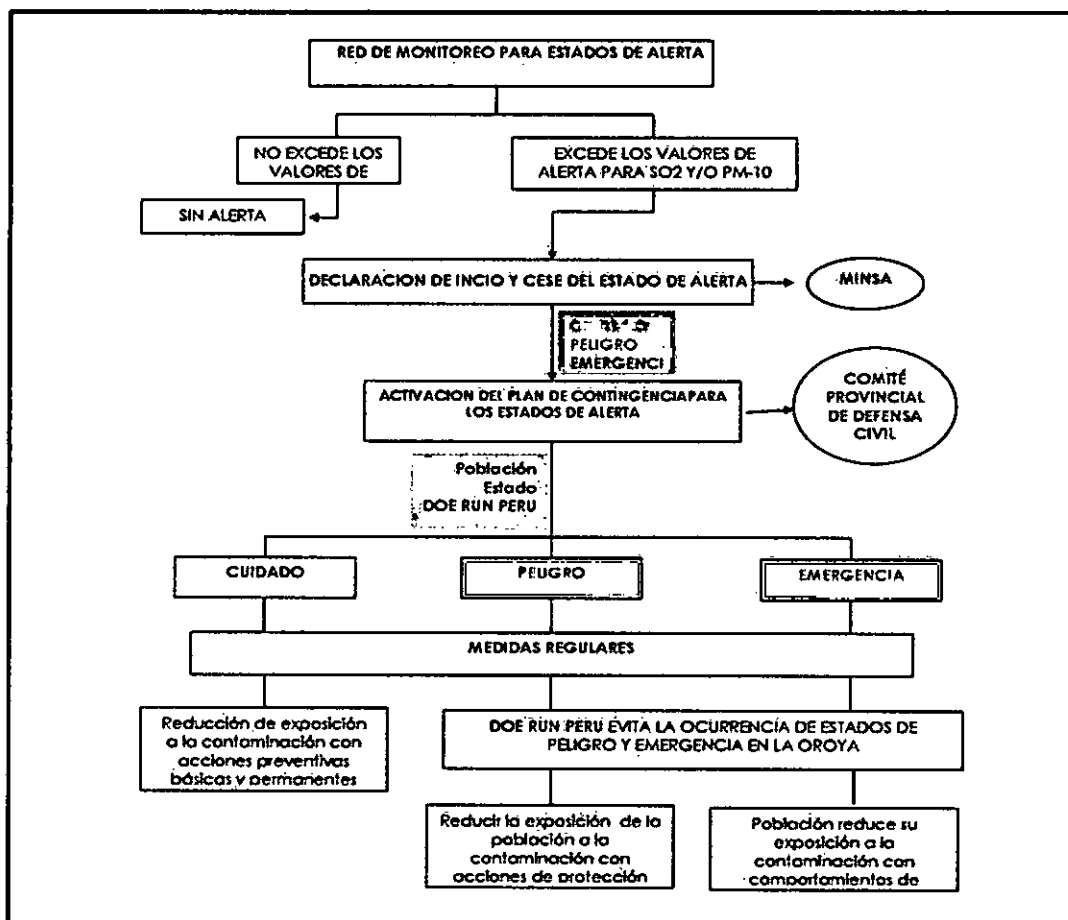 RED DE MONITOREO PARA ESTADOS DE ALERTA
NO EXCEDE LOS
VALORES DE
EXCEDE LOS VALORES DE
ALERTA PARA SO2 Y/O PM-10
SIN ALERTA
DECLARACION DE INCIO Y CESE DEL ESTADO DE ALERTA
MINSA
PELIGRO
EMERGENCI
ACTIVACION DEL PLAN DE CONTINGENCIA PARA
LOS ESTADOS DE ALERTA
COMITÉ
PROVINCIAL
DE DEFENSA
CIVIL
Población
Estado
DOE RUN PERU
CUIDADO
PELIGRO
EMERGENCIA
MEDIDAS REGULARES
Reducción de exposición
a la contaminación con
acciones preventivas
básicas y permanentes
DOE RUN PERU EVITA LA OCURRENCÍA DE ESTADOS DE
PELIGRO Y EMERGENCIA EN LA OROYA
Reducir la exposición de la
población a la
contaminación con
acciones de protección
Población reduce su
exposición a la
contaminación con
comportamientos de